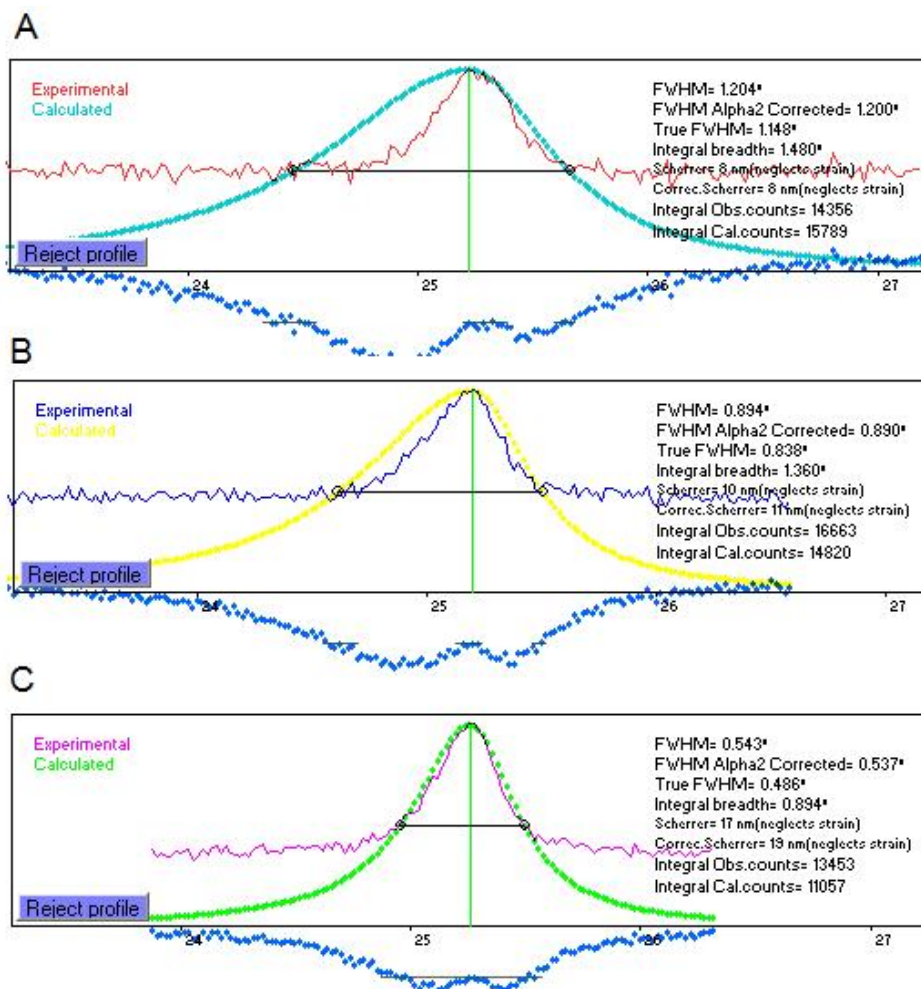 A
Experimental
Calculated
FWHM= 1.204°
FWHM Alpha2 Corrected= 1.200°
True FWHM= 1.148°
Integral breadth= 1.480°
Scherrer= 8 nm(neglects strain)
Correc.Scherrer= 8 nm(neglects strain)
Integral Obs.counts= 14356
Integral Cal.counts= 15789
Reject profile
24 25 26 27
B
Experimental
Calculated
FWHM= 0.894°
FWHM Alpha2 Corrected= 0.890°
True FWHM= 0.838°
Integral breadth= 1.360°
Scherrer= 10 nm(neglects strain)
Correc.Scherrer= 11 nm(neglects strain)
Integral Obs.counts= 16663
Integral Cal.counts= 14820
Reject profile
24 25 26 27
C
Experimental
Calculated
FWHM= 0.543°
FWHM Alpha2 Corrected= 0.537°
True FWHM= 0.486°
Integral breadth= 0.894°
Scherrer= 17 nm(neglects strain)
Correc.Scherrer= 19 nm(neglects strain)
Integral Obs.counts= 13453
Integral Cal.counts= 11057
Reject profile
24 25 26 27